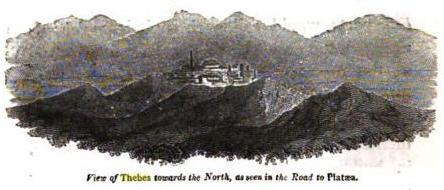 View of Thebes towards the North, as seen in the Road to Platæa.